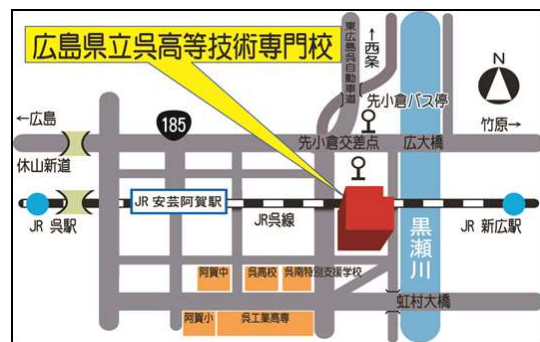 広島県立呉高等技術専門校
東広島呉自動車道
←西条
N
先小倉バス停
←広島
185
竹原→
先小倉交差点
広大橋
休山新道
JR 安芸阿賀駅
JR 呉駅
JR呉線
JR 新広駅
黒瀬川
阿賀中
呉高校
呉南特別支援学校
虹村大橋
阿賀小
呉工業高専